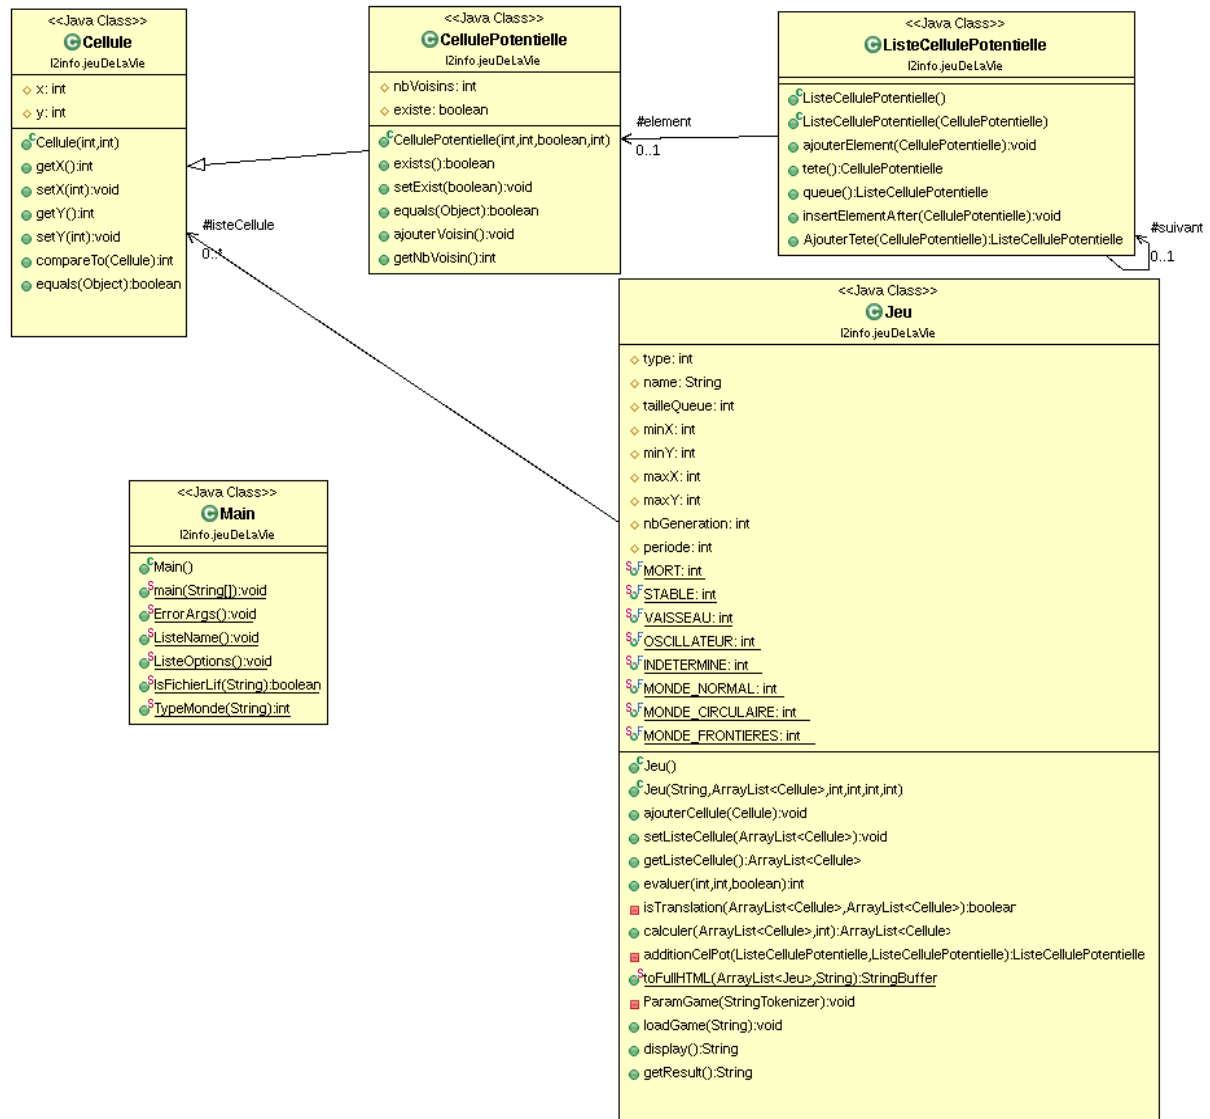 <<Java Class>>
Cellule
l2info.jeuDeLaVie
x: int
y: int
Cellule(int,int)
getX():int
setX(int):void
getY():int
setY(int):void
compareTo(Cellule):int
equals(Object):boolean
<<Java Class>>
CellulePotentielle
l2info.jeuDeLaVie
nbVoisins: int
existe: boolean
CellulePotentielle(int,int,boolean,int)
exists():boolean
setExist(boolean):void
equals(Object):boolean
ajouterVoisin():void
getNbVoisin():int
<<Java Class>>
ListeCellulePotentielle
l2info.jeuDeLaVie
ListeCellulePotentielle()
ListeCellulePotentielle(CellulePotentielle)
ajouterElement(CellulePotentielle):void
tete():CellulePotentielle
queue():ListeCellulePotentielle
insertElementAfter(CellulePotentielle):void
AjouterTete(CellulePotentielle):ListeCellulePotentielle
#element
0..1
#suivant
0..1
#listeCellule
0..*
<<Java Class>>
Main
l2info.jeuDeLaVie
Main()
main(String[]):void
ErrorArgs():void
ListeName():void
ListeOptions():void
IsFichierLif(String):boolean
TypeMonde(String):int
<<Java Class>>
Jeu
l2info.jeuDeLaVie
type: int
name: String
tailleQueue: int
minX: int
minY: int
maxX: int
maxY: int
nbGeneration: int
periode: int
MORT: int
STABLE: int
VAISSEAU: int
OSCILLATEUR: int
INDETERMINE: int
MONDE_NORMAL: int
MONDE_CIRCULAIRE: int
MONDE_FRONTIERES: int
Jeu()
Jeu(String,ArrayList<Cellule>,int,int,int,int)
ajouterCellule(Cellule):void
setListeCellule(ArrayList<Cellule>):void
getListeCellule():ArrayList<Cellule>
evaluer(int,int,boolean):int
isTranslation(ArrayList<Cellule>,ArrayList<Cellule>):boolean
calculer(ArrayList<Cellule>,int):ArrayList<Cellule>
additionCelPot(ListeCellulePotentielle,ListeCellulePotentielle):ListeCellulePotentielle
toFullHTML(ArrayList<Jeu>,String):StringBuffer
ParamGame(StringTokenizer):void
loadGame(String):void
display():String
getResult():String